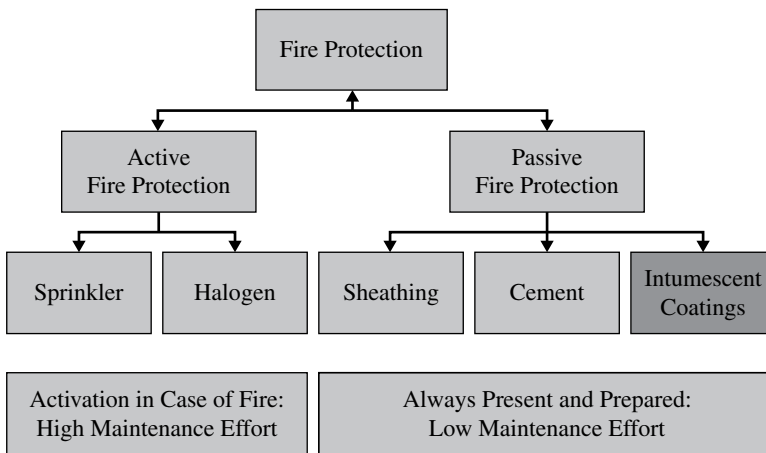 Fire Protection
Active
Fire Protection
Passive
Fire Protection
Sprinkler
Halogen
Sheathing
Cement
Intumescent
Coatings
Activation in Case of Fire:
High Maintenance Effort
Always Present and Prepared:
Low Maintenance Effort